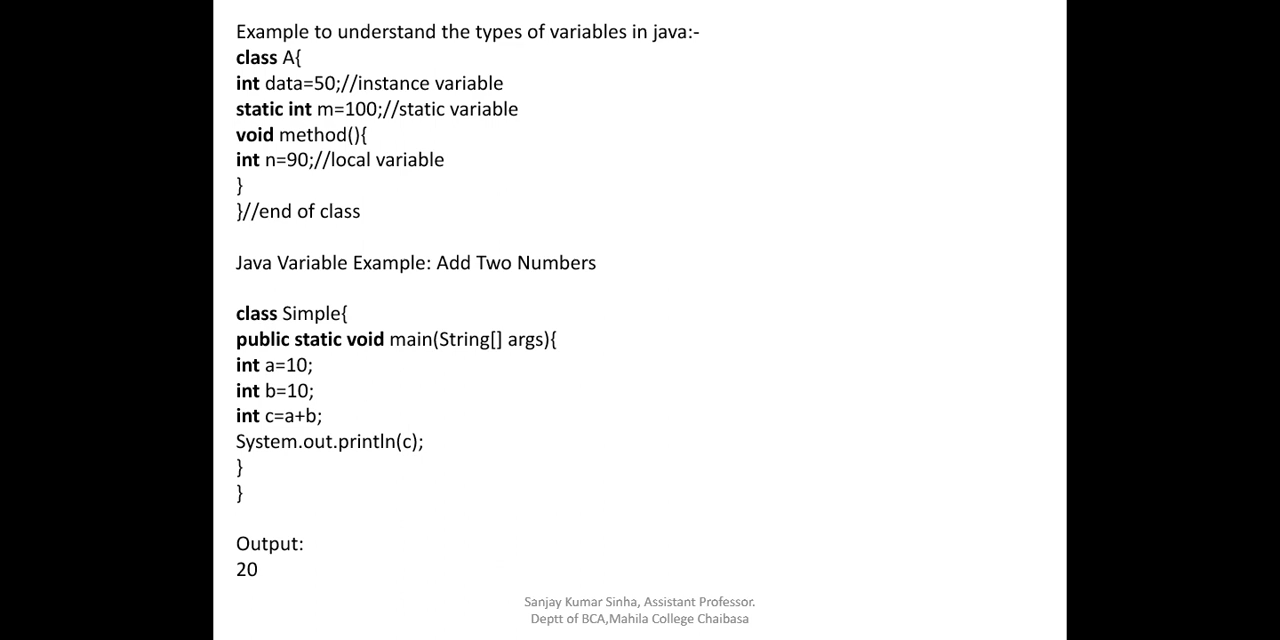 Example to understand the types of variables in java:-
class A{
int data=50;//instance variable
static int m=100;//static variable
void method(){
int n=90;//local variable
}
}//end of class
Java Variable Example: Add Two Numbers
class Simple{
public static void main(String[] args){
int a=10;
int b=10;
int c=a+b;
System.out.println(c);
}
}
Output:
20
Sanjay Kumar Sinha, Assistant Professor.
Deptt of BCA,Mahila College Chaibasa